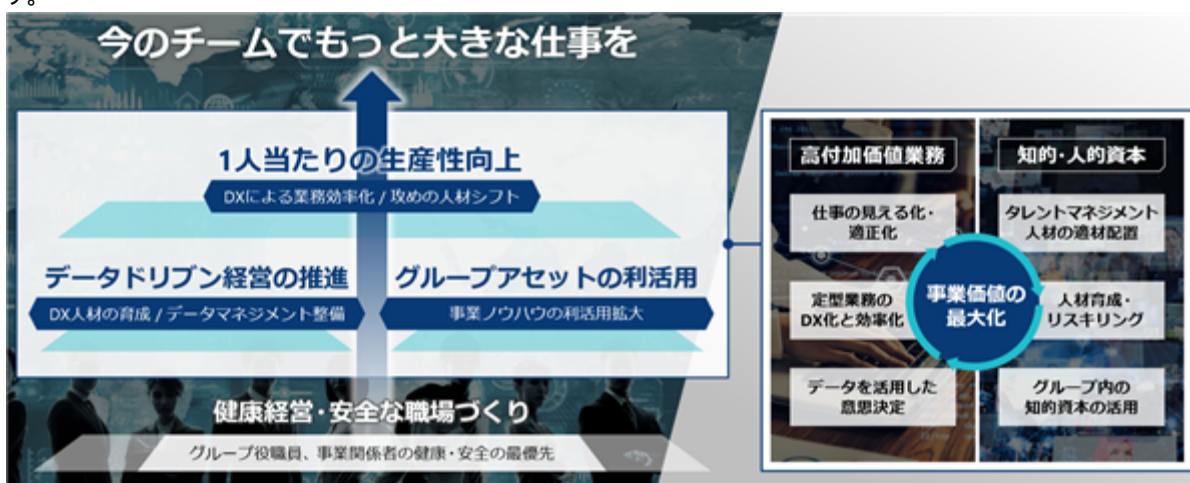 す。
今のチームでもっと大きな仕事を
1人当たりの生産性向上
DXによる業務効率化 / 攻めの人材シフト
データドリブン経営の推進
DX人材の育成 / データマネジメント整備
グループアセットの利活用
事業ノウハウの利活用拡大
健康経営・安全な職場づくり
グループ役職員、事業関係者の健康・安全の最優先
高付加価値業務
仕事の見える化・
適正化
定型業務の
DX化と効率化
データを活用した
意思決定
知的・人的資本
タレントマネジメント
人材の適材配置
人材育成・
リスキリング
グループ内の
知的資本の活用
事業価値の
最大化